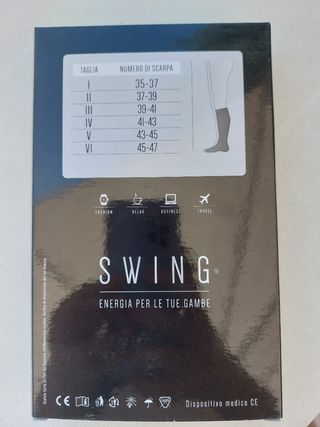 TAGLIA NUMERO DI SCARPA
I 35-37
II 37-39
III 39-41
IV 41-43
V 43-45
VI 45-47
FASHION RELAX BUSINESS TRAVEL
SWING®
ENERGIA PER LE TUE GAMBE
Dispositivo medico CE